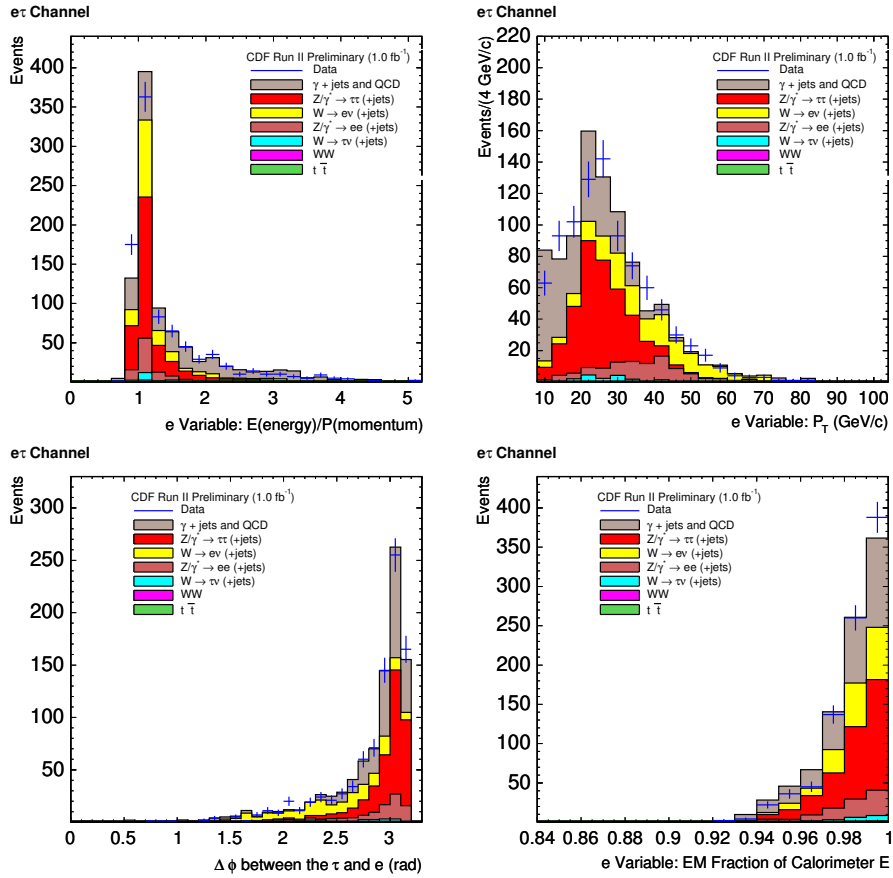 eτ Channel
Events
400
350
300
250
200
150
100
50
0 1 2 3 4 5
e Variable: E(energy)/P(momentum)
CDF Run II Preliminary (1.0 fb⁻¹)
Data
γ + jets and QCD
Z/γ* → ττ (+jets)
W → eν (+jets)
Z/γ* → ee (+jets)
W → τν (+jets)
WW
t t̅
eτ Channel
Events/(4 GeV/c)
220
200
180
160
140
120
100
80
60
40
20
10 20 30 40 50 60 70 80 90 100
e Variable: P_T (GeV/c)
CDF Run II Preliminary (1.0 fb⁻¹)
Data
γ + jets and QCD
Z/γ* → ττ (+jets)
W → eν (+jets)
Z/γ* → ee (+jets)
W → τν (+jets)
WW
t t̅
eτ Channel
Events
300
250
200
150
100
50
0 0.5 1 1.5 2 2.5 3
Δ ϕ between the τ and e (rad)
CDF Run II Preliminary (1.0 fb⁻¹)
Data
γ + jets and QCD
Z/γ* → ττ (+jets)
W → eν (+jets)
Z/γ* → ee (+jets)
W → τν (+jets)
WW
t t̅
eτ Channel
Events
400
350
300
250
200
150
100
50
0.84 0.86 0.88 0.9 0.92 0.94 0.96 0.98 1
e Variable: EM Fraction of Calorimeter E
CDF Run II Preliminary (1.0 fb⁻¹)
Data
γ + jets and QCD
Z/γ* → ττ (+jets)
W → eν (+jets)
Z/γ* → ee (+jets)
W → τν (+jets)
WW
t t̅